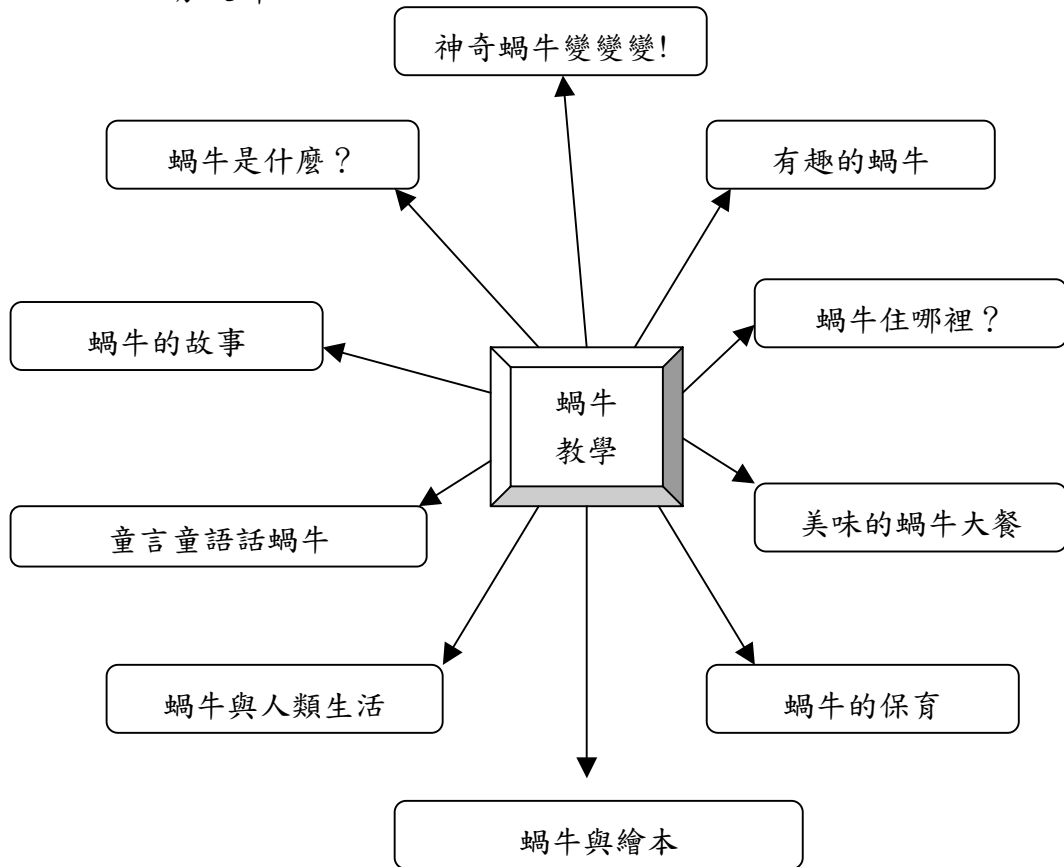 神奇蝸牛變變變!
蝸牛是什麼？
有趣的蝸牛
蝸牛住哪裡？
蝸牛的故事
蝸牛
教學
童言童語話蝸牛
美味的蝸牛大餐
蝸牛與人類生活
蝸牛的保育
蝸牛與繪本